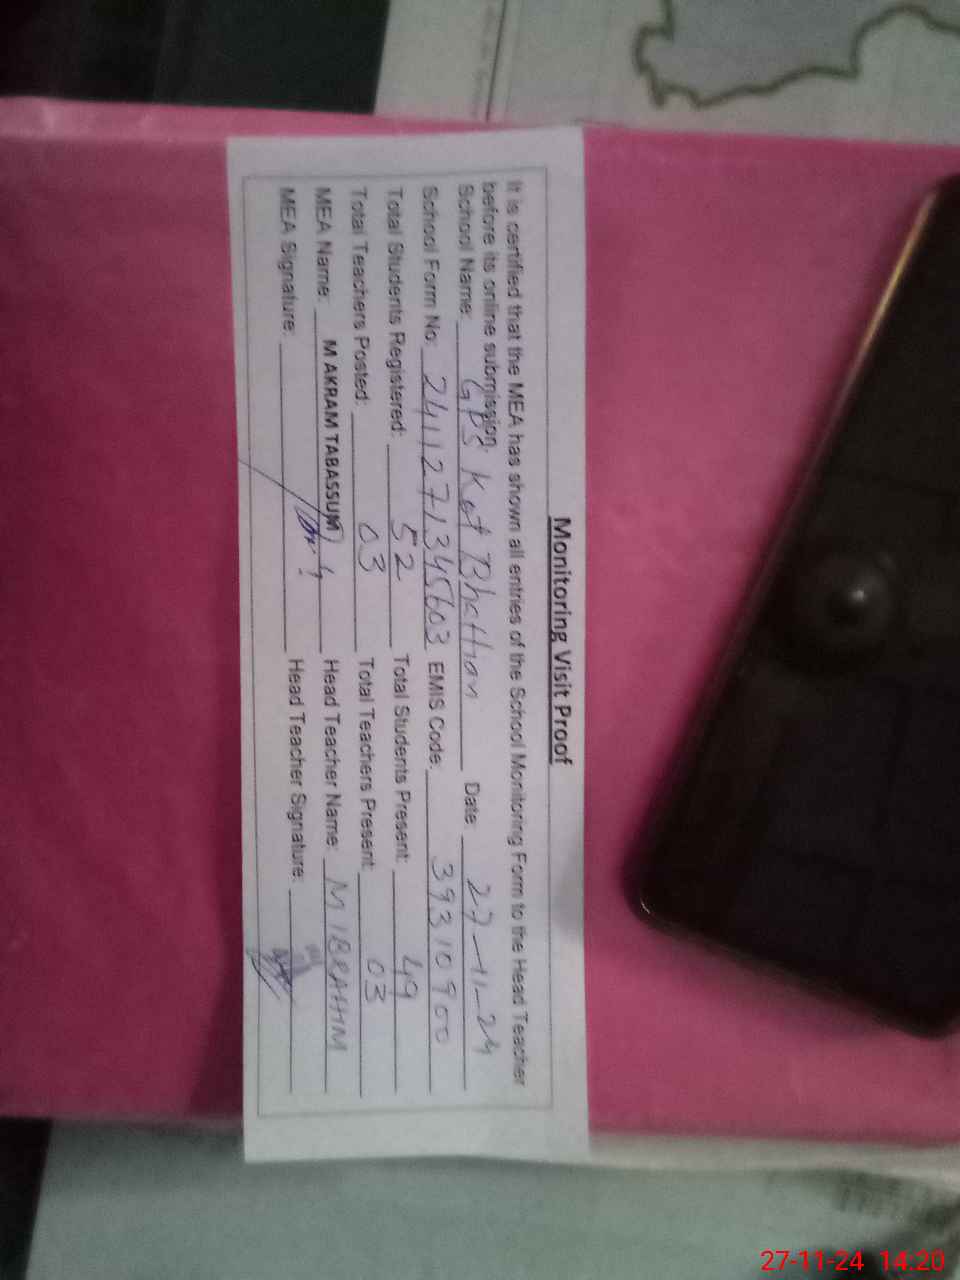 Monitoring Visit Proof
It is certified that the MEA has shown all entries of the School Monitoring Form to the Head Teacher
before its online submission.
School Name: GPS Kot Bhattian Date: 27-11-24
School Form No: 2411271345603 EMIS Code: 39310900
Total Students Registered: 52 Total Students Present: 49
Total Teachers Posted: 03 Total Teachers Present: 03
MEA Name: M AKRAM TABASSUM Head Teacher Name: M IBRAHIM
MEA Signature: Head Teacher Signature:
27-11-24 14:20